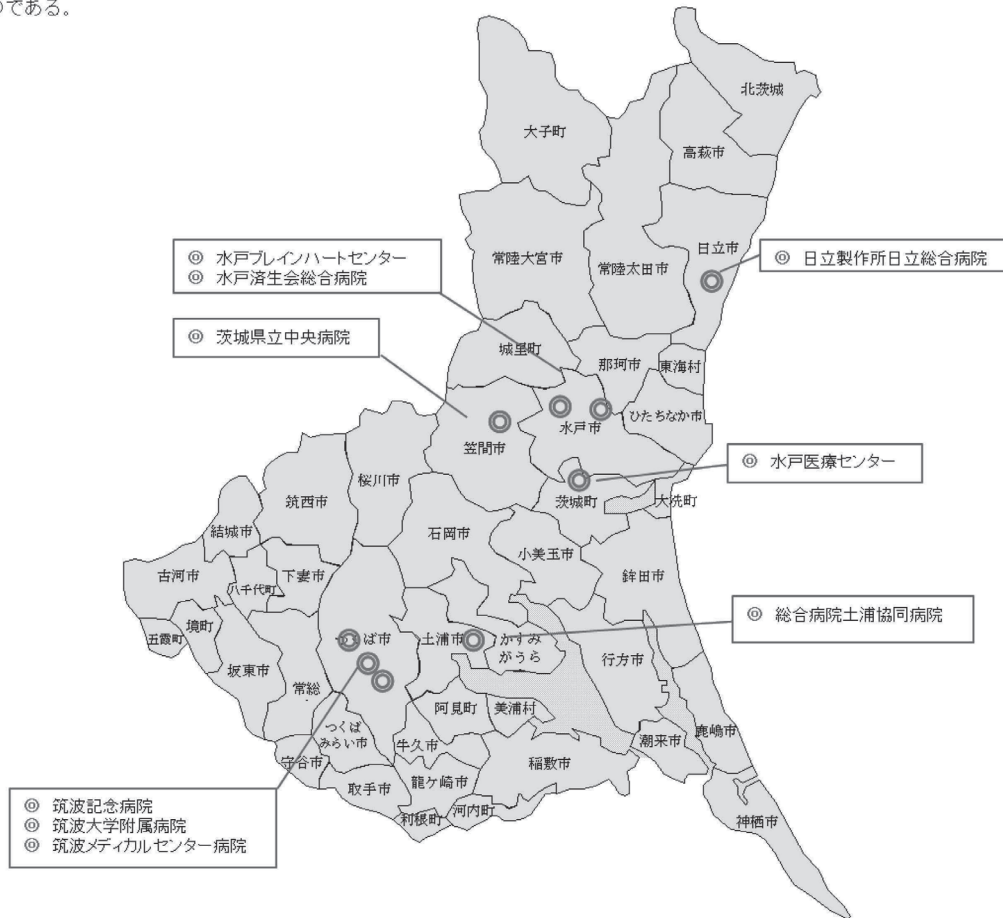 のである。
北茨城
大子町
高萩市
日立市
◎ 日立製作所日立総合病院
常陸大宮市
常陸太田市
◎ 水戸ブレインハートセンター
◎ 水戸済生会総合病院
◎ 茨城県立中央病院
城里町
那珂市
東海村
ひたちなか市
水戸市
笠間市
◎ 水戸医療センター
茨城町
大洗町
桜川市
筑西市
石岡市
小美玉市
結城市
鉾田市
古河市
八千代町
下妻市
◎ 総合病院土浦協同病院
五霞町
境町
つくば市
土浦市
かすみ
がうら
行方市
坂東市
常総
阿見町
美浦村
つくば
みらい市
牛久市
潮来市
鹿嶋市
守谷市
稲敷市
取手市
龍ケ崎市
利根町
河内町
神栖市
◎ 筑波記念病院
◎ 筑波大学附属病院
◎ 筑波メディカルセンター病院